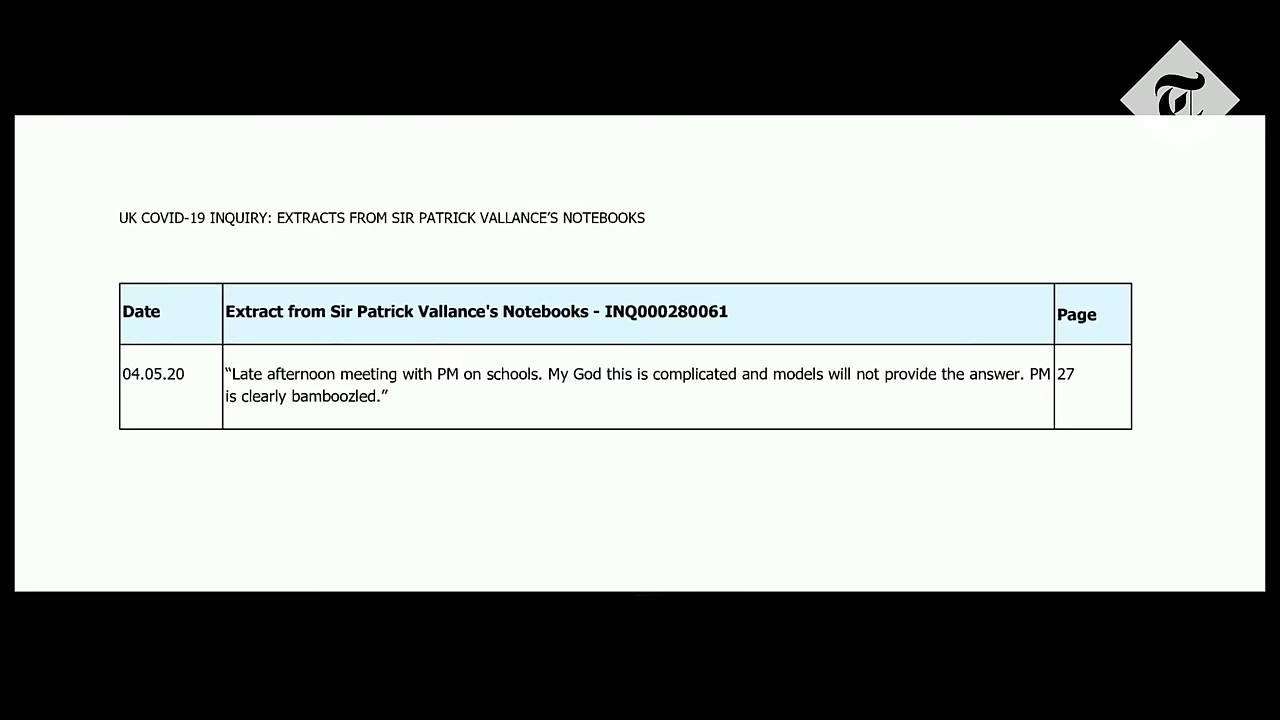 UK COVID-19 INQUIRY: EXTRACTS FROM SIR PATRICK VALLANCE’S NOTEBOOKS
Date Extract from Sir Patrick Vallance's Notebooks - INQ000280061 Page
04.05.20 “Late afternoon meeting with PM on schools. My God this is complicated and models will not provide the answer. PM 27
is clearly bamboozled.”